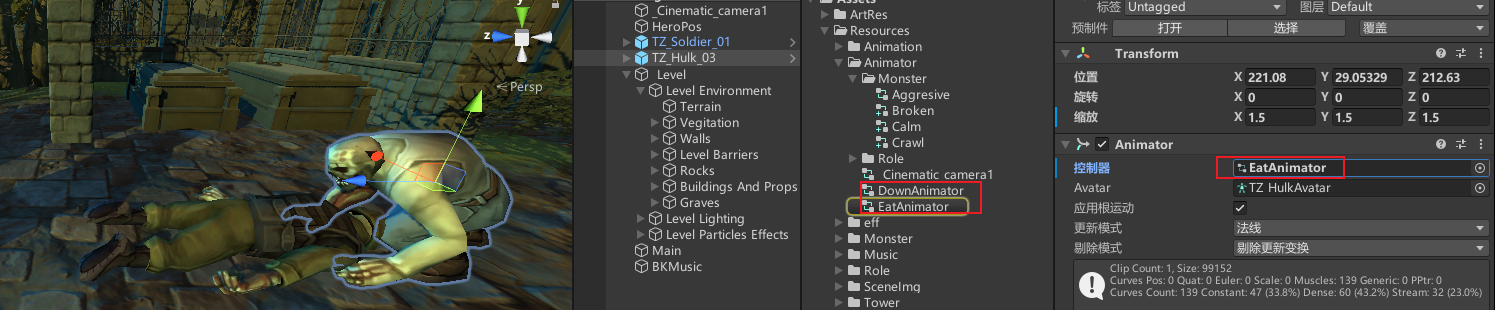 y
z
Persp
_Cinematic_camera1
HeroPos
TZ_Soldier_01
TZ_Hulk_03
_Level
Level Environment
Terrain
Vegitation
Walls
Level Barriers
Rocks
Buildings And Props
Graves
Level Lighting
Level Particles Effects
Main
BKMusic
Assets
ArtRes
Resources
Animation
Animator
Monster
Aggresive
Broken
Calm
Crawl
Role
_Cinematic_camera1
DownAnimator
EatAnimator
eff
Monster
Music
Role
SceneImg
Tower
标签 Untagged 图层 Default
预制件 打开 选择 覆盖
Transform
位置 X 221.08 Y 29.05329 Z 212.63
旋转 X 0 Y 0 Z 0
缩放 X 1.5 Y 1.5 Z 1.5
Animator
控制器 EatAnimator
Avatar TZ_HulkAvatar
应用根运动
更新模式 法线
剔除模式 剔除更新变换
Clip Count: 1, Size: 99152
Curves Pos: 0 Quat: 0 Euler: 0 Scale: 0 Muscles: 139 Generic: 0 PPtr: 0
Curves Count: 139 Constant: 47 (33.8%) Dense: 60 (43.2%) Stream: 32 (23.0%)